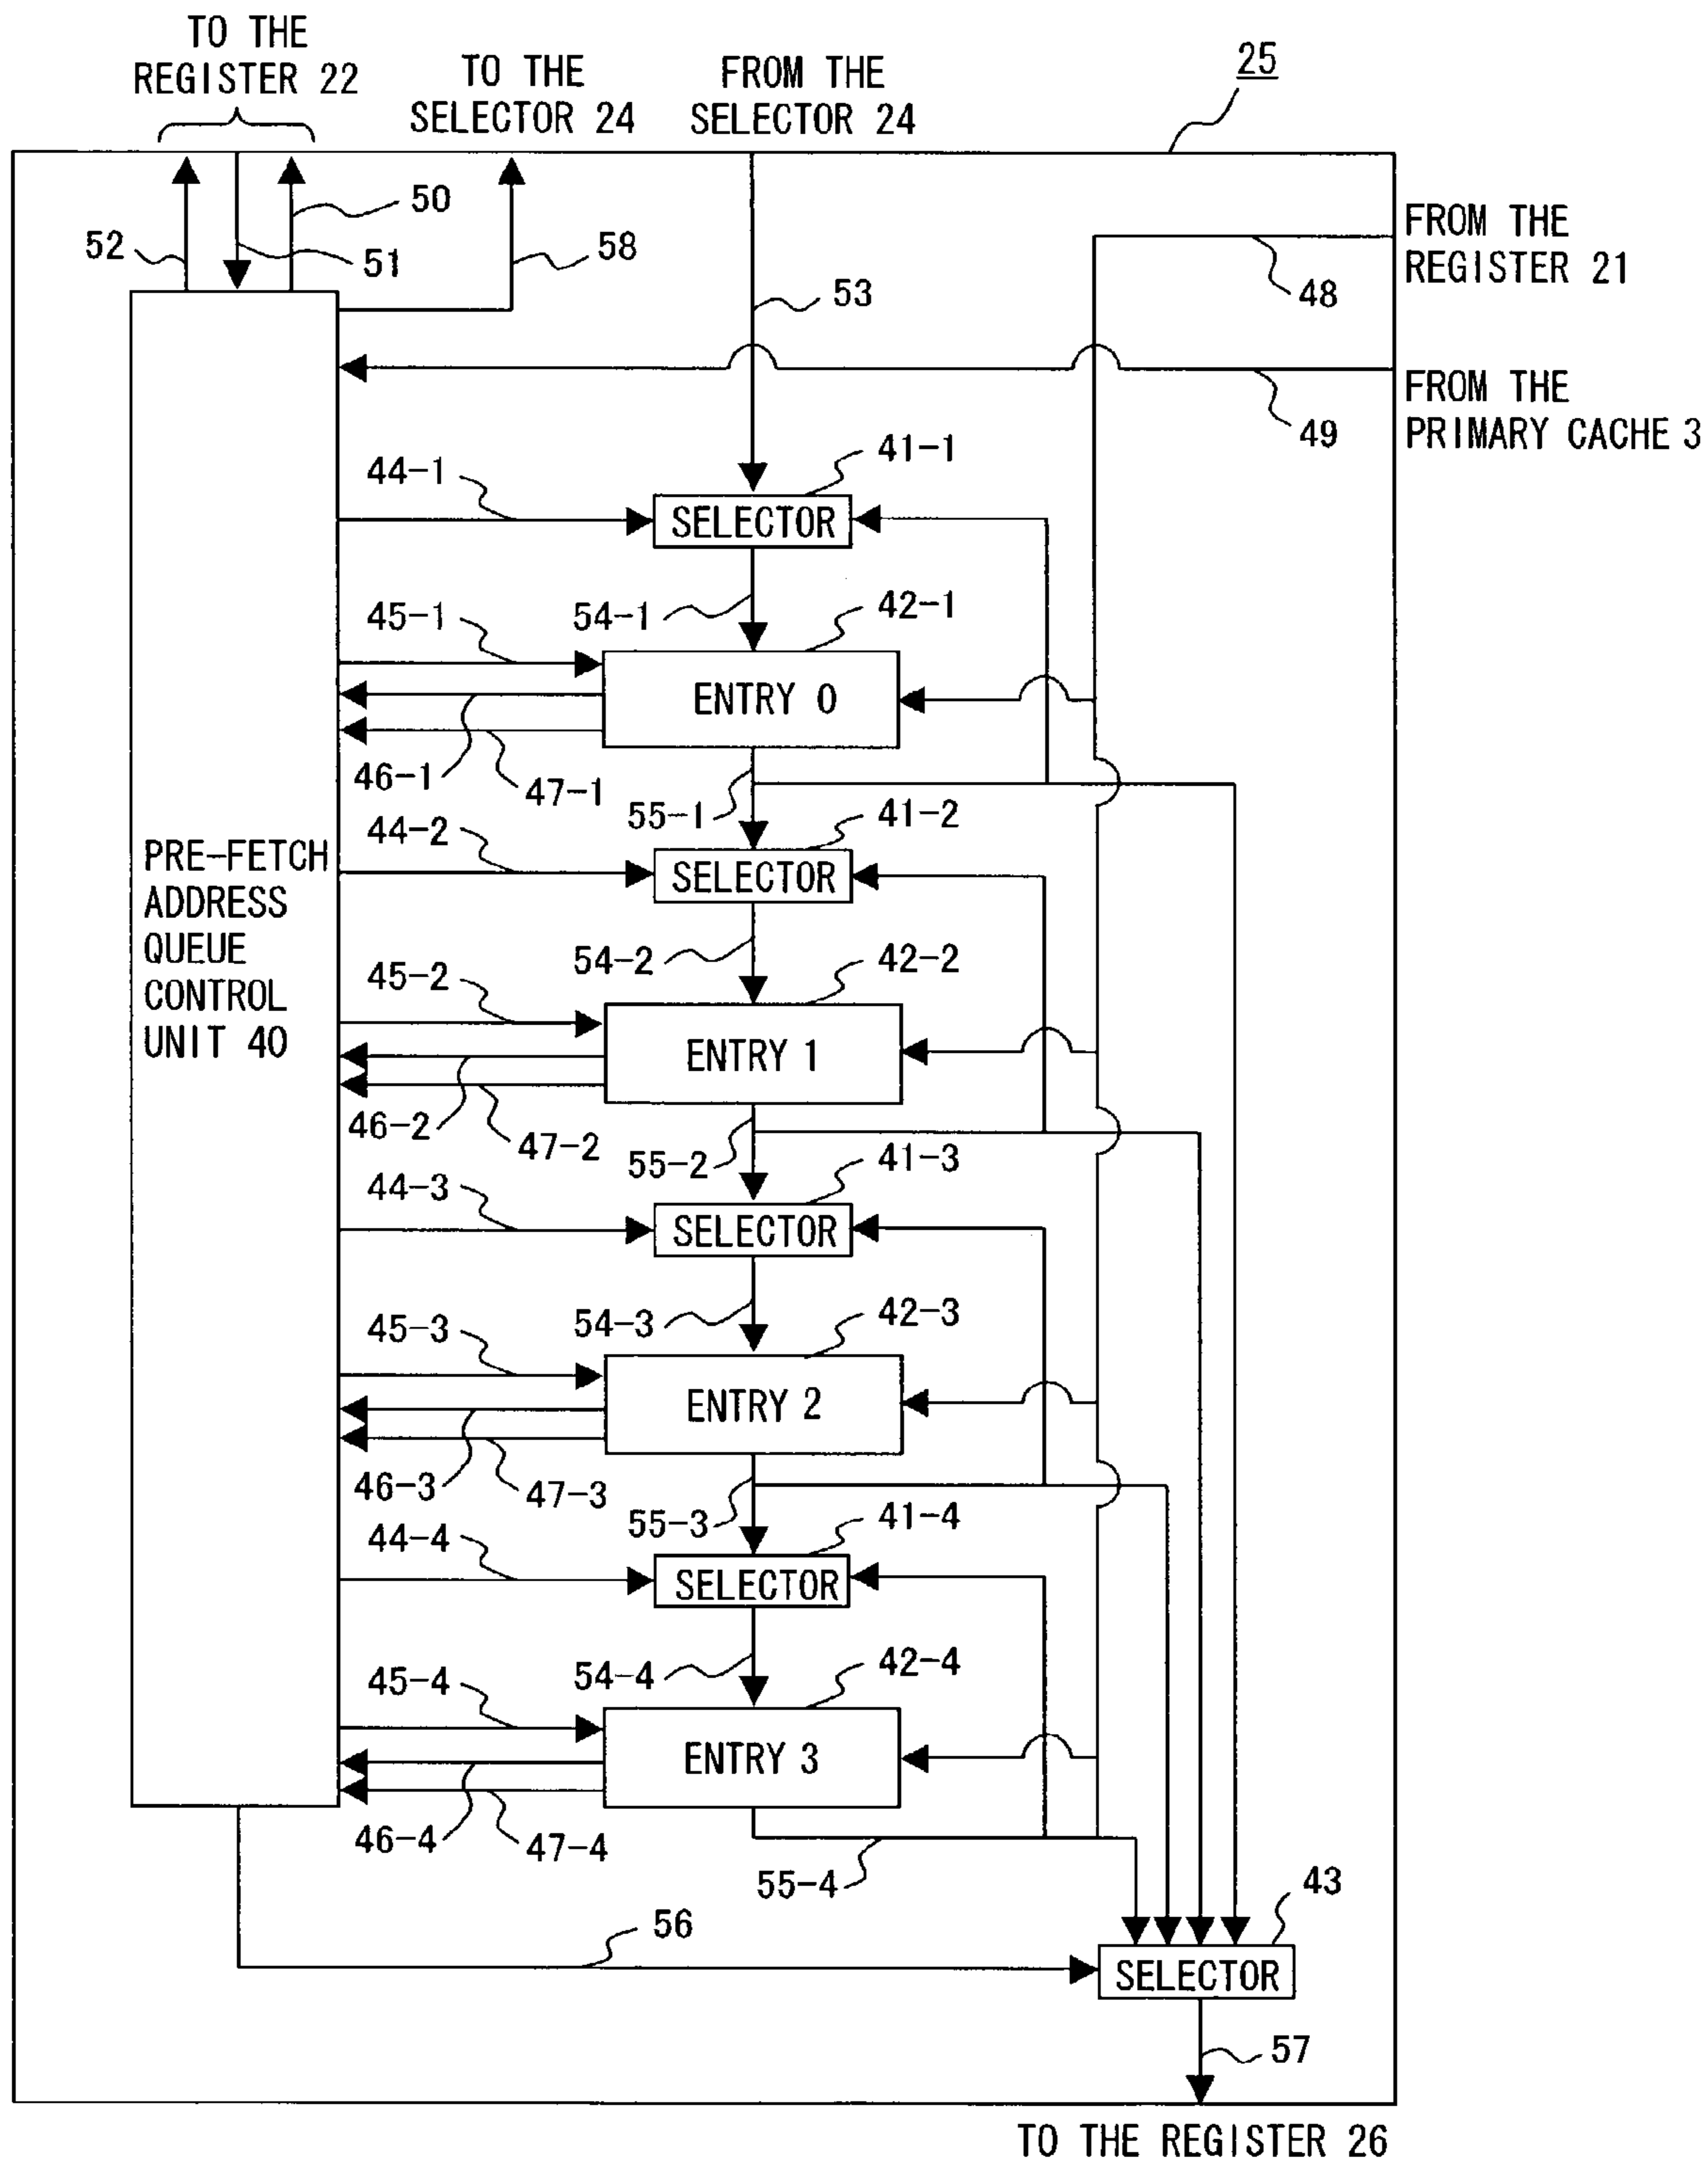 TO THE
REGISTER 22
TO THE
SELECTOR 24
FROM THE
SELECTOR 24
25
50
52
51
58
53
FROM THE
REGISTER 21
48
FROM THE
PRIMARY CACHE 3
49
41-1
44-1
SELECTOR
45-1
54-1
42-1
ENTRY 0
46-1
47-1
55-1
41-2
44-2
PRE-FETCH
ADDRESS
QUEUE
CONTROL
UNIT 40
SELECTOR
54-2
42-2
45-2
ENTRY 1
46-2
47-2
55-2
41-3
44-3
SELECTOR
54-3
42-3
45-3
ENTRY 2
46-3
47-3
55-3
41-4
44-4
SELECTOR
54-4
42-4
45-4
ENTRY 3
46-4
47-4
55-4
43
56
SELECTOR
57
TO THE REGISTER 26